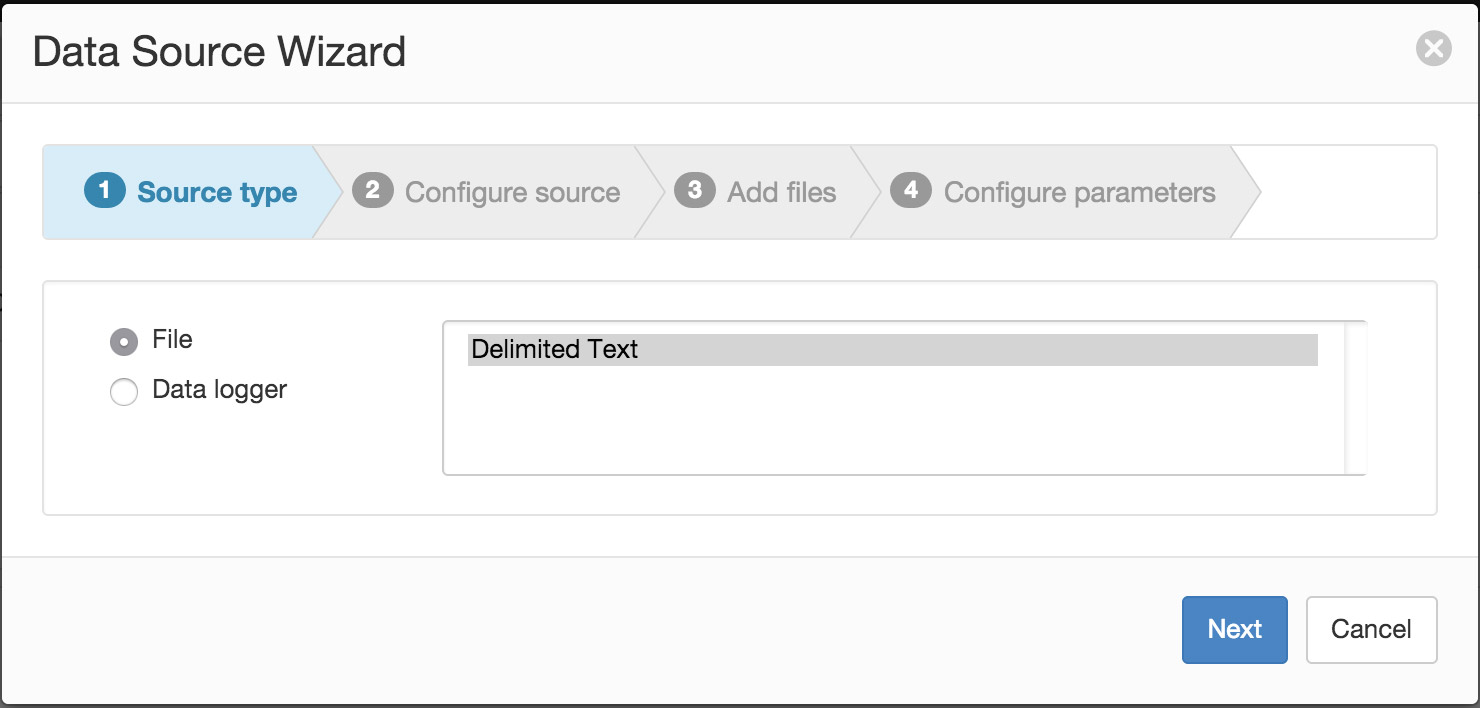 Data Source Wizard
1 Source type 2 Configure source 3 Add files 4 Configure parameters
File
Delimited Text
Data logger
Next Cancel